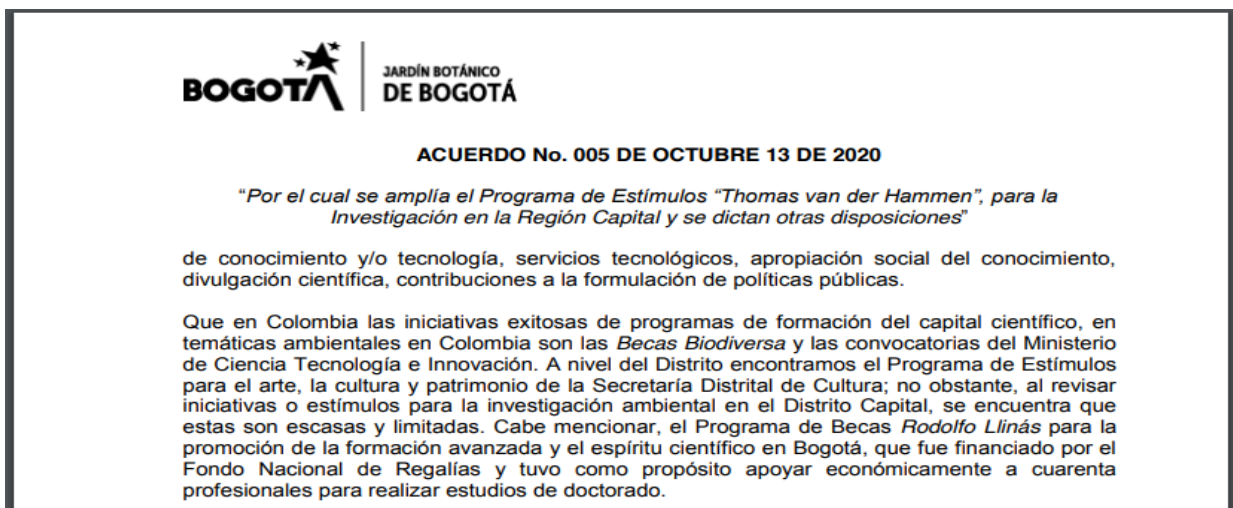 BOGOTÁ
JARDÍN BOTÁNICO
DE BOGOTÁ
ACUERDO No. 005 DE OCTUBRE 13 DE 2020
“Por el cual se amplía el Programa de Estímulos “Thomas van der Hammen”, para la
Investigación en la Región Capital y se dictan otras disposiciones”
de conocimiento y/o tecnología, servicios tecnológicos, apropiación social del conocimiento,
divulgación científica, contribuciones a la formulación de políticas públicas.
Que en Colombia las iniciativas exitosas de programas de formación del capital científico, en
temáticas ambientales en Colombia son las Becas Biodiversa y las convocatorias del Ministerio
de Ciencia Tecnología e Innovación. A nivel del Distrito encontramos el Programa de Estímulos
para el arte, la cultura y patrimonio de la Secretaría Distrital de Cultura; no obstante, al revisar
iniciativas o estímulos para la investigación ambiental en el Distrito Capital, se encuentra que
estas son escasas y limitadas. Cabe mencionar, el Programa de Becas Rodolfo Llinás para la
promoción de la formación avanzada y el espíritu científico en Bogotá, que fue financiado por el
Fondo Nacional de Regalías y tuvo como propósito apoyar económicamente a cuarenta
profesionales para realizar estudios de doctorado.